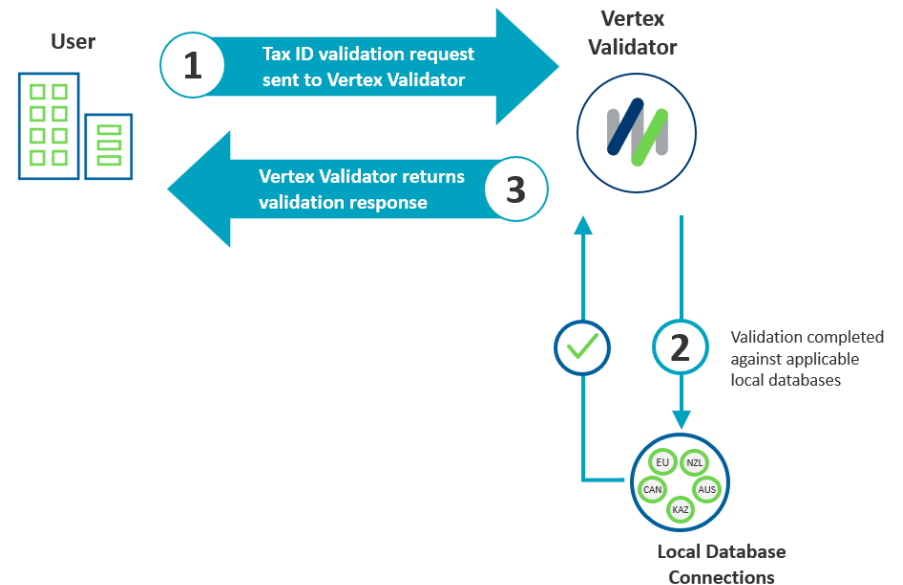 User
1
Tax ID validation request
sent to Vertex Validator
Vertex
Validator
Vertex Validator returns
validation response
3
2
Validation completed
against applicable
local databases
EU
NZL
CAN
AUS
KAZ
Local Database
Connections